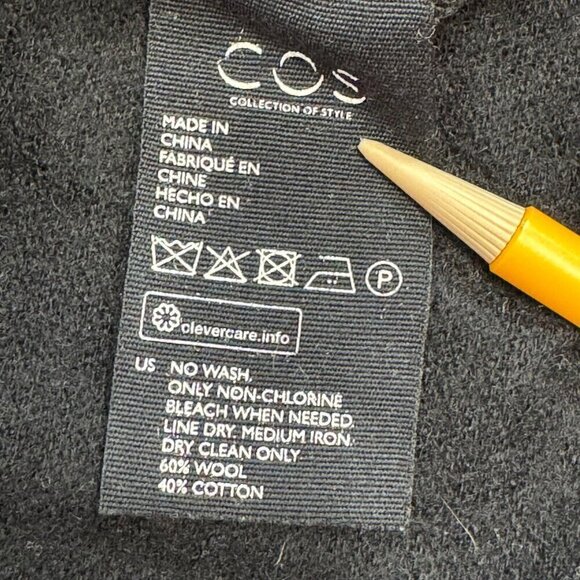 COS
COLLECTION OF STYLE
MADE IN
CHINA
FABRIQUÉ EN
CHINE
HECHO EN
CHINA
P
clevercare.info
US NO WASH,
ONLY NON-CHLORINE
BLEACH WHEN NEEDED.
LINE DRY. MEDIUM IRON.
DRY CLEAN ONLY
60% WOOL
40% COTTON